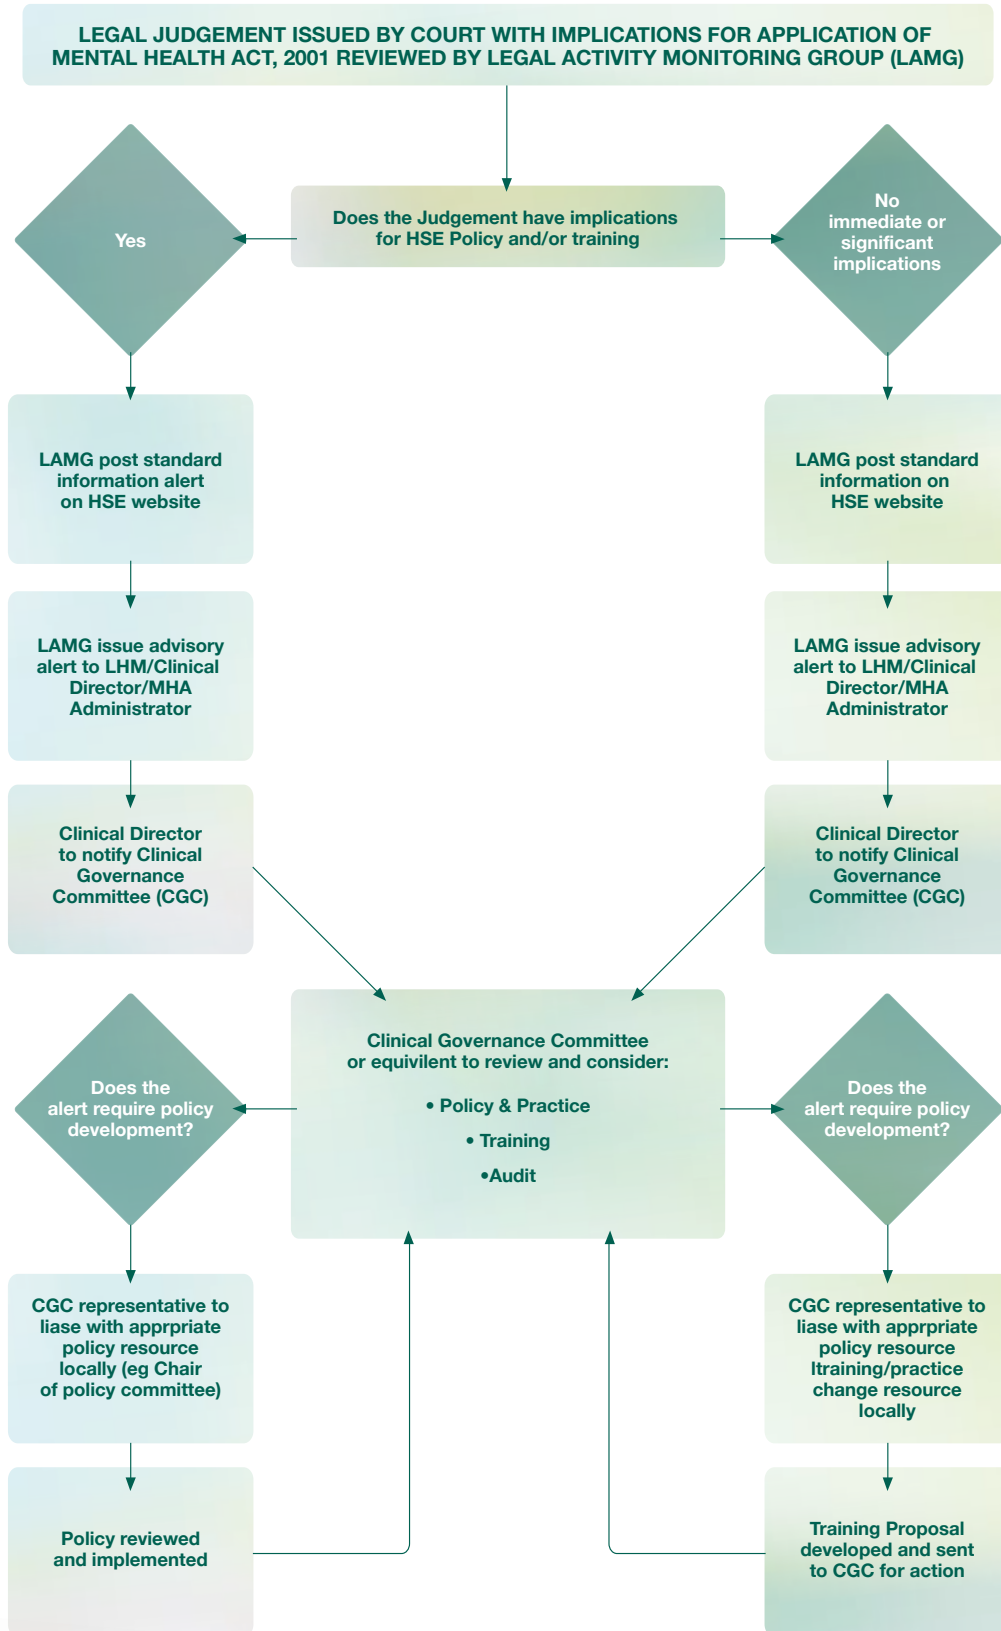 LEGAL JUDGEMENT ISSUED BY COURT WITH IMPLICATIONS FOR APPLICATION OF
MENTAL HEALTH ACT, 2001 REVIEWED BY LEGAL ACTIVITY MONITORING GROUP (LAMG)
Does the Judgement have implications
for HSE Policy and/or training
Yes
No
immediate or
significant
implications
LAMG post standard
information alert
on HSE website
LAMG post standard
information on
HSE website
LAMG issue advisory
alert to LHM/Clinical
Director/MHA
Administrator
LAMG issue advisory
alert to LHM/Clinical
Director/MHA
Administrator
Clinical Director
to notify Clinical
Governance
Committee (CGC)
Clinical Director
to notify Clinical
Governance
Committee (CGC)
Clinical Governance Committee
or equivilent to review and consider:
• Policy & Practice
• Training
•Audit
Does the
alert require policy
development?
Does the
alert require policy
development?
CGC representative to
liase with apprpriate
policy resource
locally (eg Chair
of policy committee)
CGC representative to
liase with apprpriate
policy resource
ltraining/practice
change resource
locally
Policy reviewed
and implemented
Training Proposal
developed and sent
to CGC for action